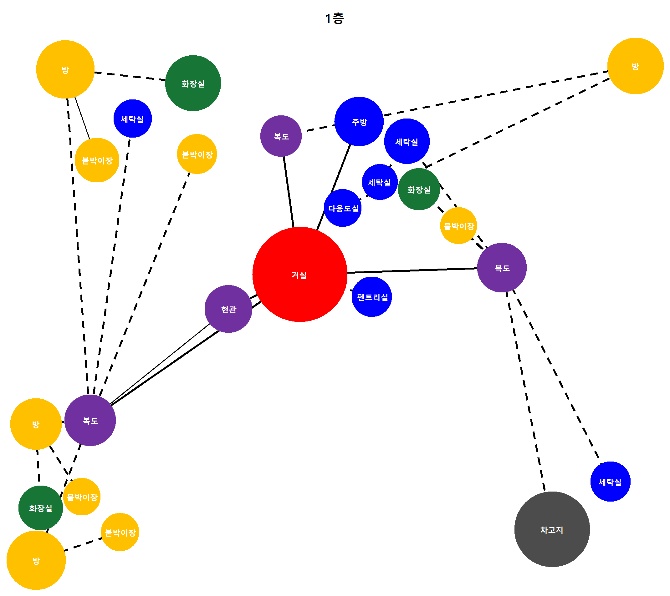 1층
방
화장실
방
세탁실
주방
복도
세탁실
붙박이장
붙박이장
세탁실
화장실
다용도실
붙박이장
거실
복도
팬트리실
현관
복도
방
세탁실
붙박이장
화장실
차고지
붙박이장
방